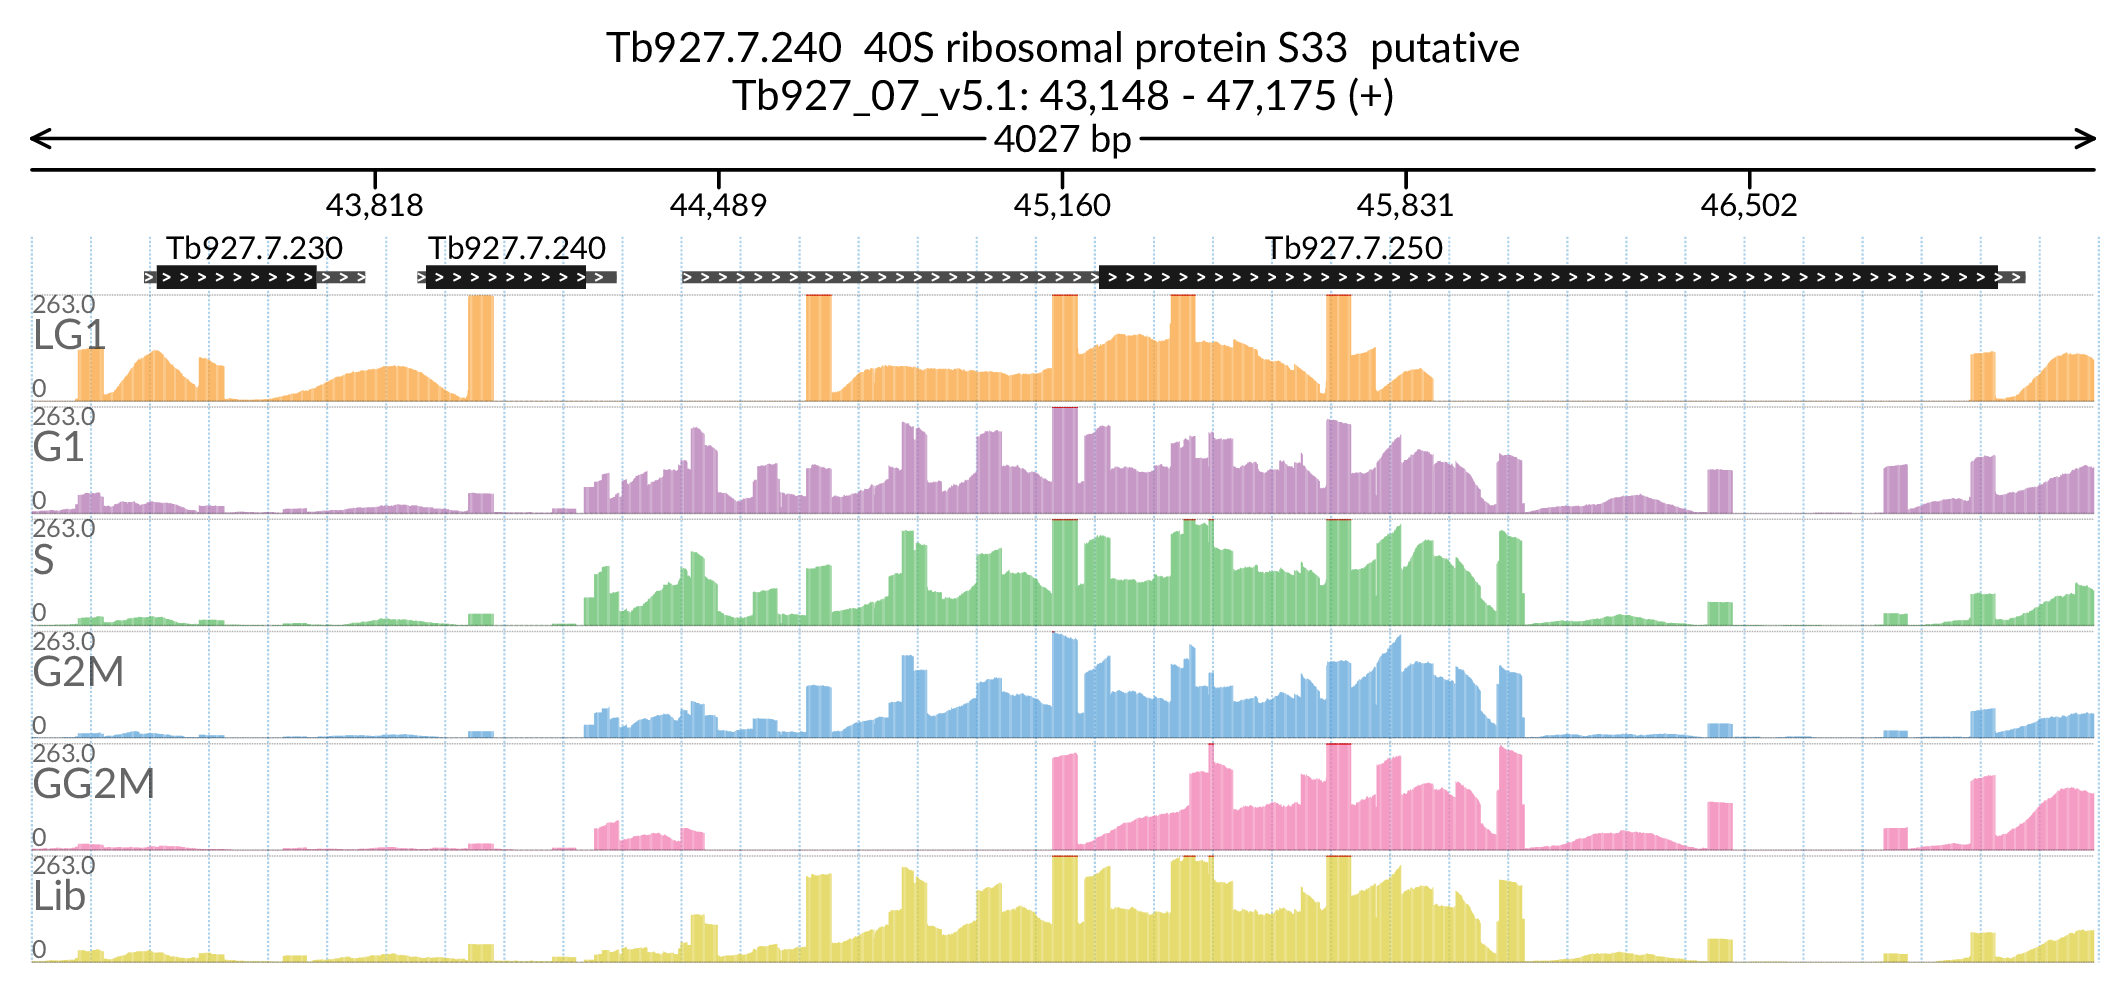 Tb927.7.240  40S ribosomal protein S33  putative
Tb927_07_v5.1: 43,148 - 47,175 (+)
4027 bp
43,818 44,489 45,160 45,831 46,502
Tb927.7.230 Tb927.7.240 Tb927.7.250
263.0
LG1
0
263.0
G1
0
263.0
S
0
263.0
G2M
0
263.0
GG2M
0
263.0
Lib
0